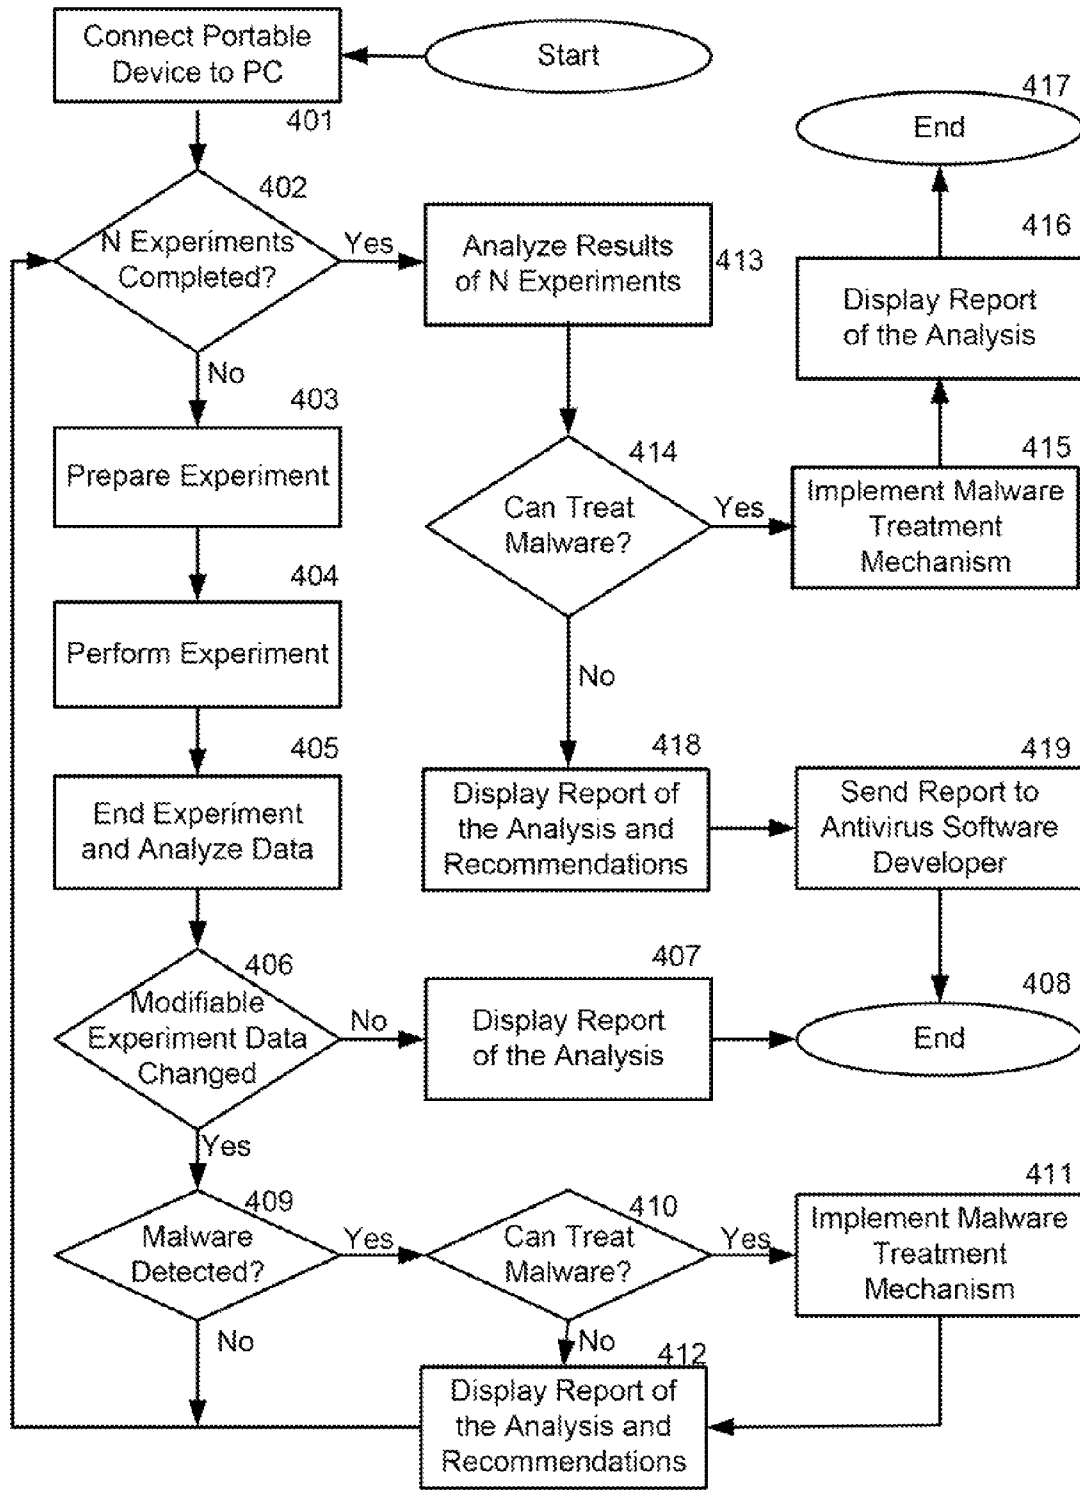 Connect Portable
Device to PC
Start
401
417
End
402
N Experiments
Completed?
Yes
Analyze Results
of N Experiments
413
416
Display Report
of the Analysis
No
403
Prepare Experiment
414
Can Treat
Malware?
Yes
415
Implement Malware
Treatment
Mechanism
404
Perform Experiment
No
405
End Experiment
and Analyze Data
418
Display Report of
the Analysis and
Recommendations
419
Send Report to
Antivirus Software
Developer
406
Modifiable
Experiment Data
Changed
No
407
Display Report
of the Analysis
408
End
Yes
409
Malware
Detected?
Yes
410
Can Treat
Malware?
Yes
411
Implement Malware
Treatment
Mechanism
No
No
412
Display Report of
the Analysis and
Recommendations